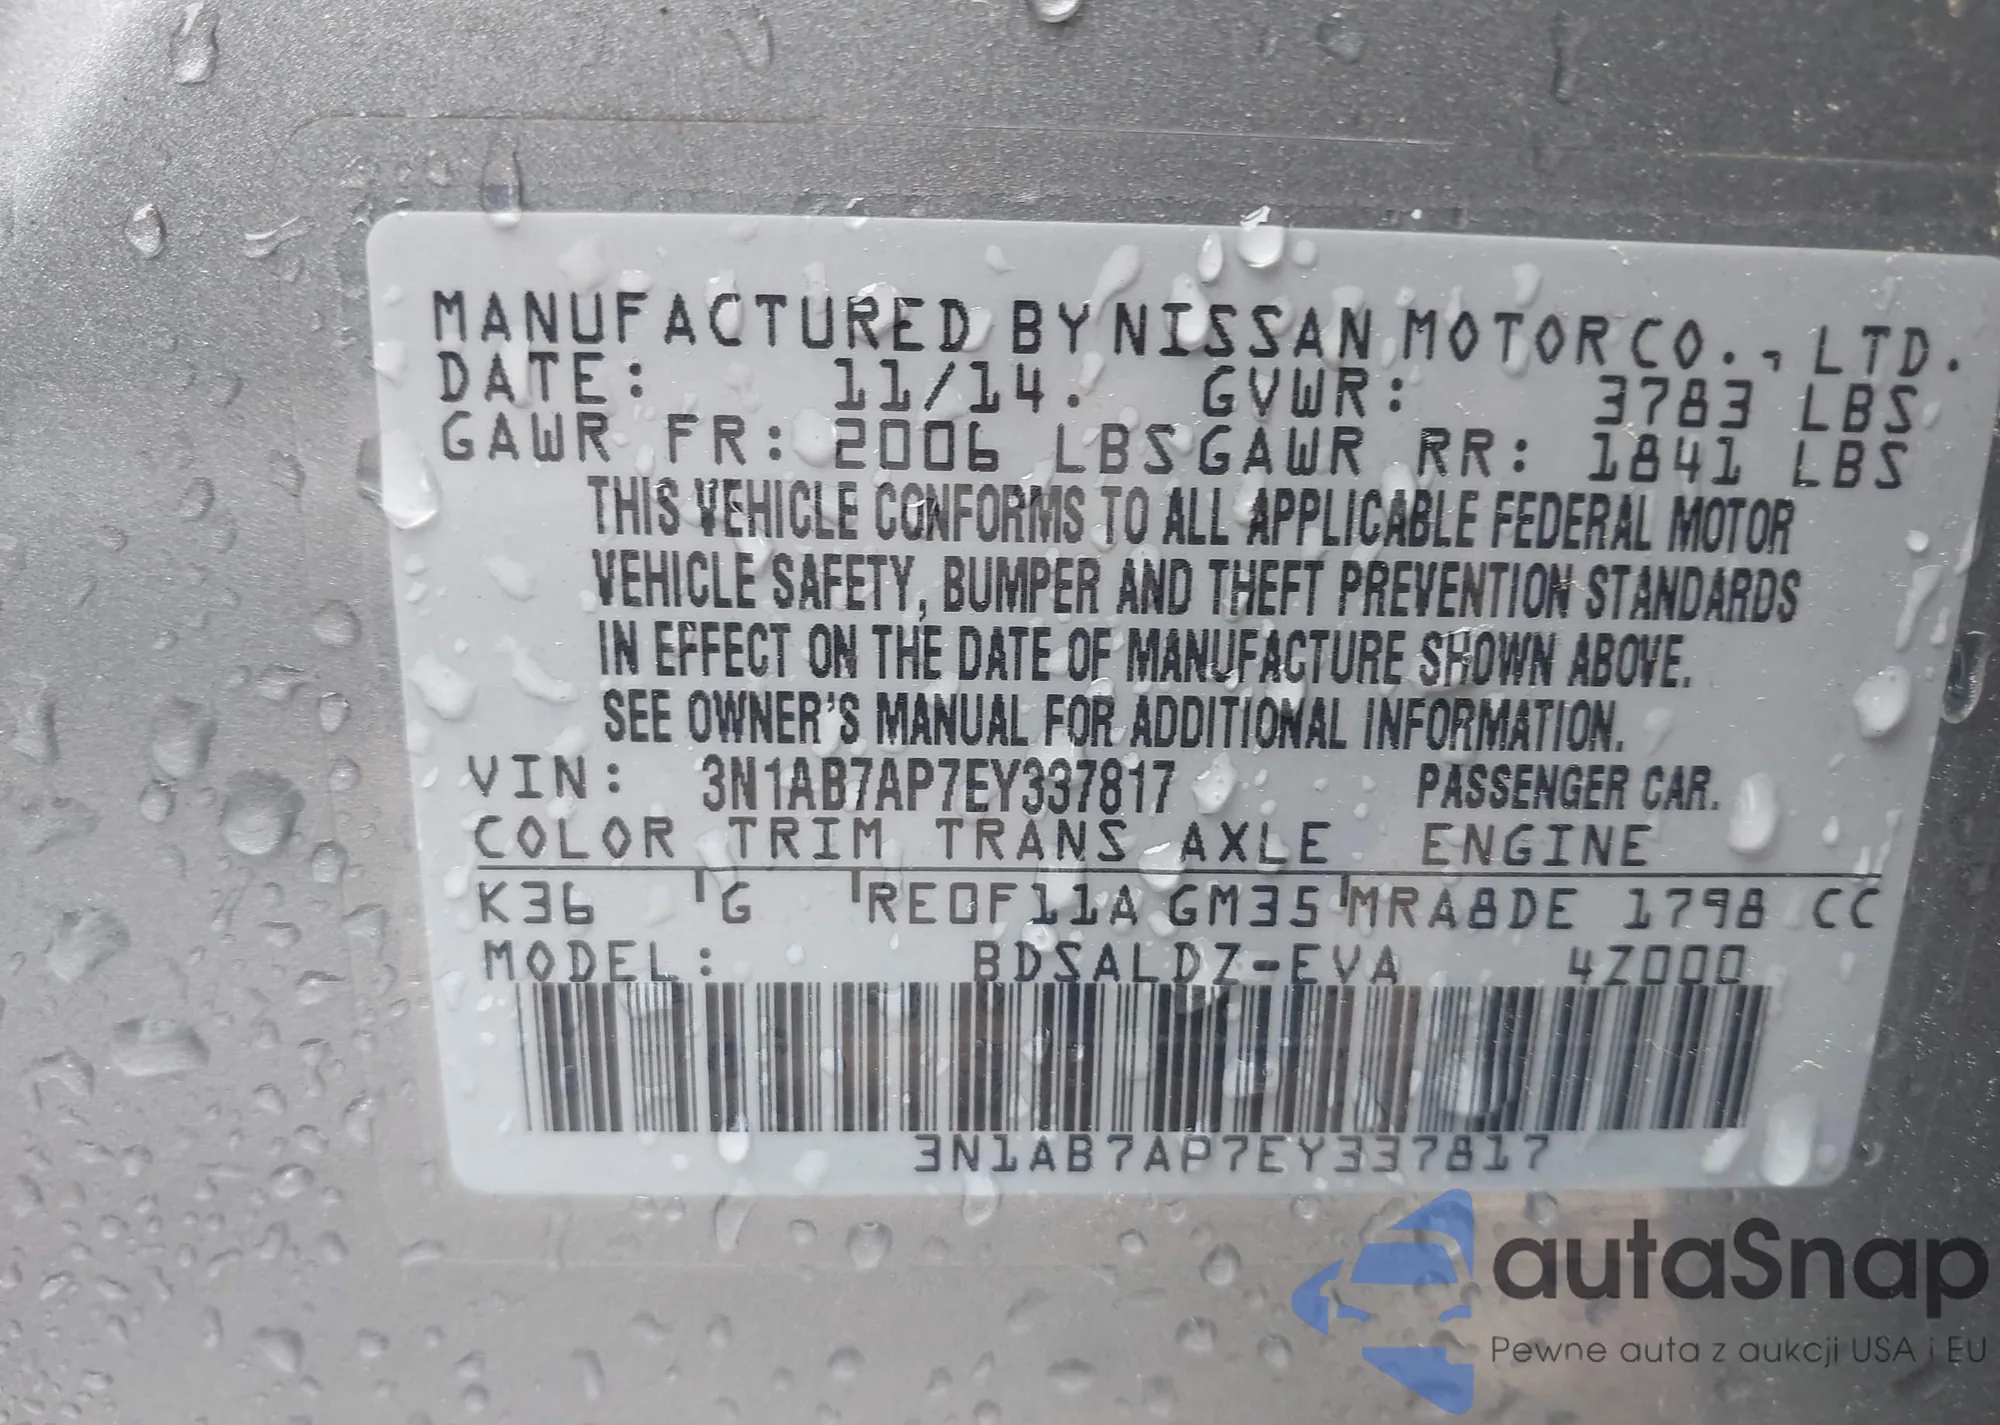 MANUFACTURED BY NISSAN MOTOR CO., LTD.
DATE: 11/14. GVWR: 3783 LBS
GAWR FR: 2006 LBS GAWR RR: 1841 LBS
THIS VEHICLE CONFORMS TO ALL APPLICABLE FEDERAL MOTOR
VEHICLE SAFETY, BUMPER AND THEFT PREVENTION STANDARDS
IN EFFECT ON THE DATE OF MANUFACTURE SHOWN ABOVE.
SEE OWNER'S MANUAL FOR ADDITIONAL INFORMATION.
VIN: 3N1AB7AP7EY337817 PASSENGER CAR.
COLOR TRIM TRANS AXLE ENGINE
K36 G RE0F11A GM35 MRA8DE 1798 CC
MODEL: BDSALDZ-EVA 4Z000
3N1AB7AP7EY337817
autaSnap
Pewne auta z aukcji USA i EU